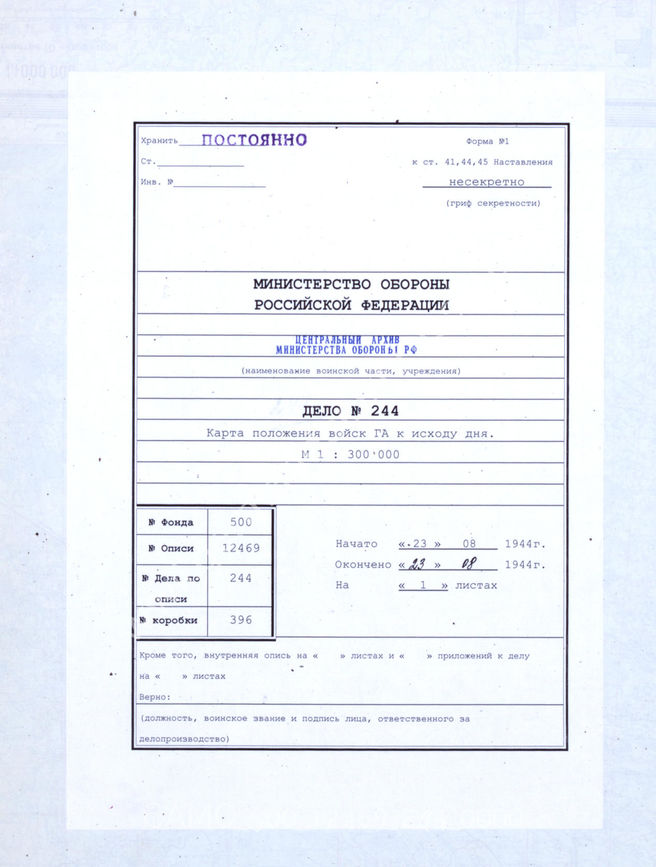 Хранить ПОСТОЯННО
Форма №1
Ст.
к ст. 41,44,45 Наставления
Инв. №
несекретно
(гриф секретности)
МИНИСТЕРСТВО ОБОРОНЫ
РОССИЙСКОЙ ФЕДЕРАЦИИ
ЦЕНТРАЛЬНЫЙ АРХИВ
МИНИСТЕРСТВА ОБОРОНЫ РФ
(наименование воинской части, учреждения)
ДЕЛО № 244
Карта положения войск ГА к исходу дня.
М 1 : 300'000
№ Фонда 500
№ Описи 12469
№ Дела по описи 244
№ коробки 396
Начато « 23 » 08 1944г.
Окончено « 23 » 08 1944г.
На « 1 » листах
Кроме того, внутренняя опись на « » листах и « » приложений к делу
на « » листах
Верно:
(должность, воинское звание и подпись лица, ответственного за
делопроизводство)